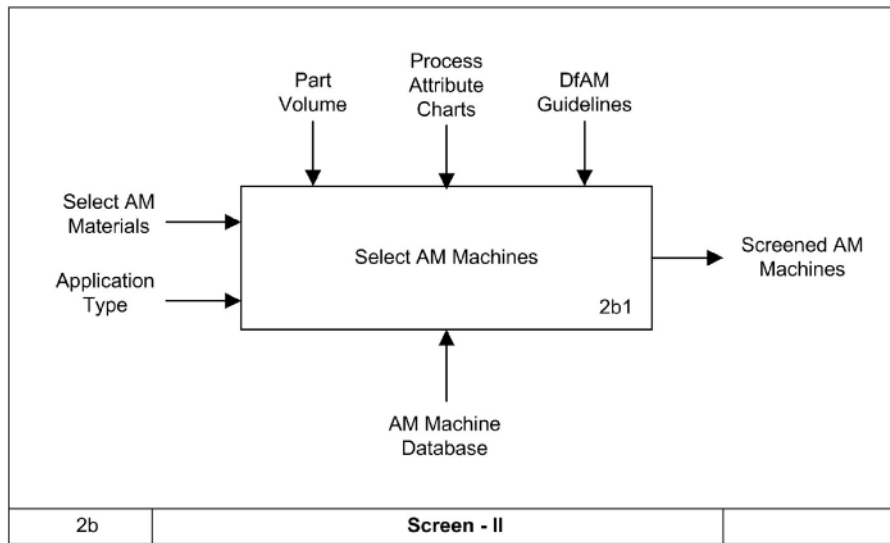 Part
Volume
Process
Attribute
Charts
DfAM
Guidelines
Select AM
Materials
Application
Type
Select AM Machines
2b1
Screened AM
Machines
AM Machine
Database
2b
Screen - II